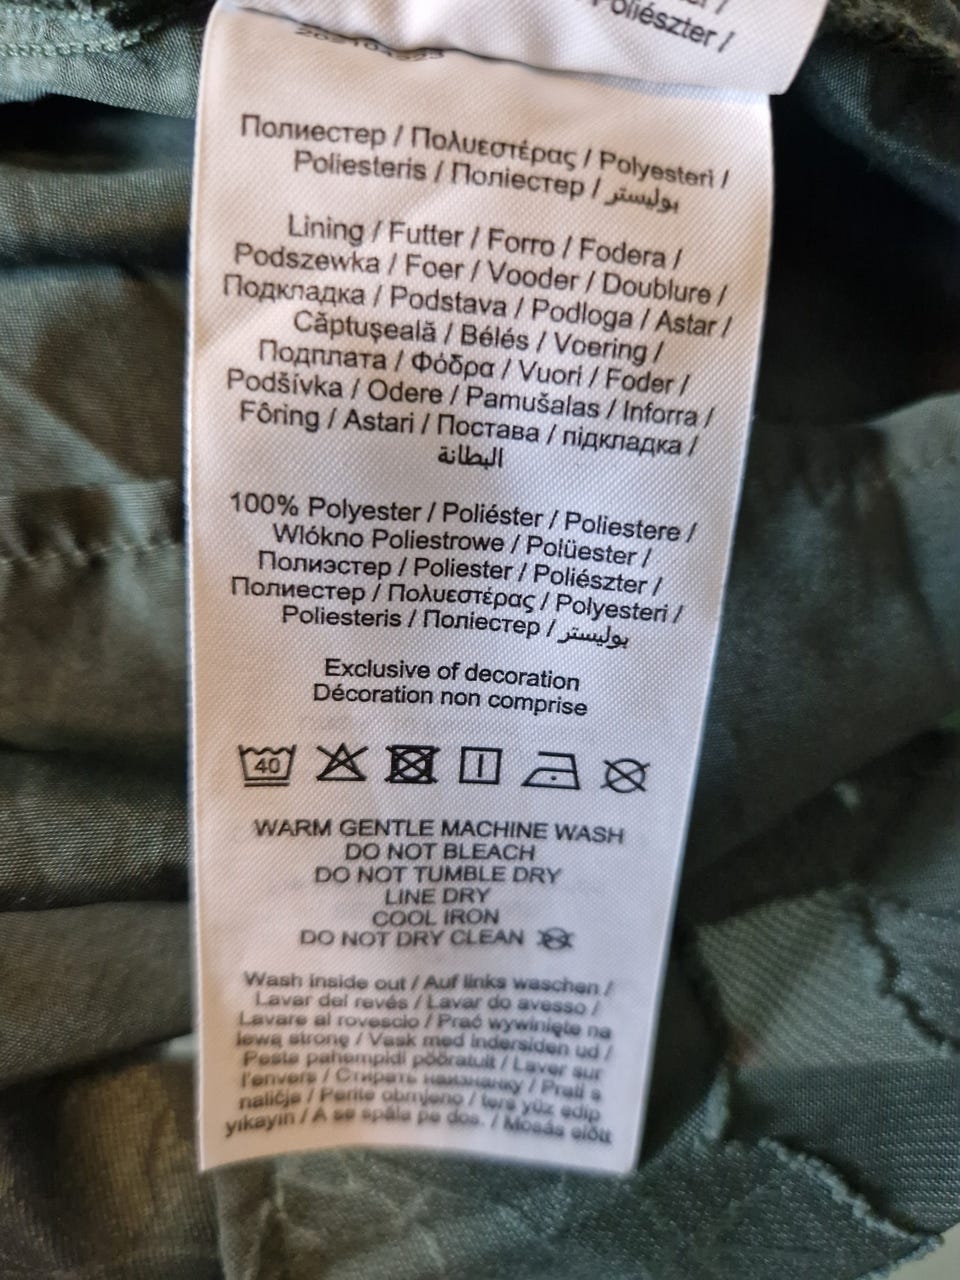 Poliészter /
Полиестер / Πολυεστέρας / Polyesteri /
Poliesteris / Поліестер / بوليستر
Lining / Futter / Forro / Fodera /
Podszewka / Foer / Vooder / Doublure /
Подкладка / Podstava / Podloga / Astar /
Căptuşeală / Bélés / Voering /
Подплата / Φόδρα / Vuori / Foder /
Podšívka / Odere / Pamušalas / Inforra /
Fôring / Astari / Постава / підкладка /
البطانة
100% Polyester / Poliéster / Poliestere /
Wlókno Poliestrowe / Polüester /
Полиэстер / Poliester / Poliészter /
Полиестер / Πολυεστέρας / Polyesteri /
Poliesteris / Поліестер / بوليستر
Exclusive of decoration
Décoration non comprise
40
WARM GENTLE MACHINE WASH
DO NOT BLEACH
DO NOT TUMBLE DRY
LINE DRY
COOL IRON
DO NOT DRY CLEAN
Wash inside out / Auf links waschen /
Lavar del revés / Lavar do avesso /
Lavare al rovescio / Prać wywinięte na
lewą stronę / Vask med indersiden ud /
Pesta pahempidi pööratult / Laver sur
l'envers / Стирать наизнанку / Prati s
naličja / Perite obrnjeno / ters yüz edip
yıkayın / A se spăla pe dos. / Mosás előtt